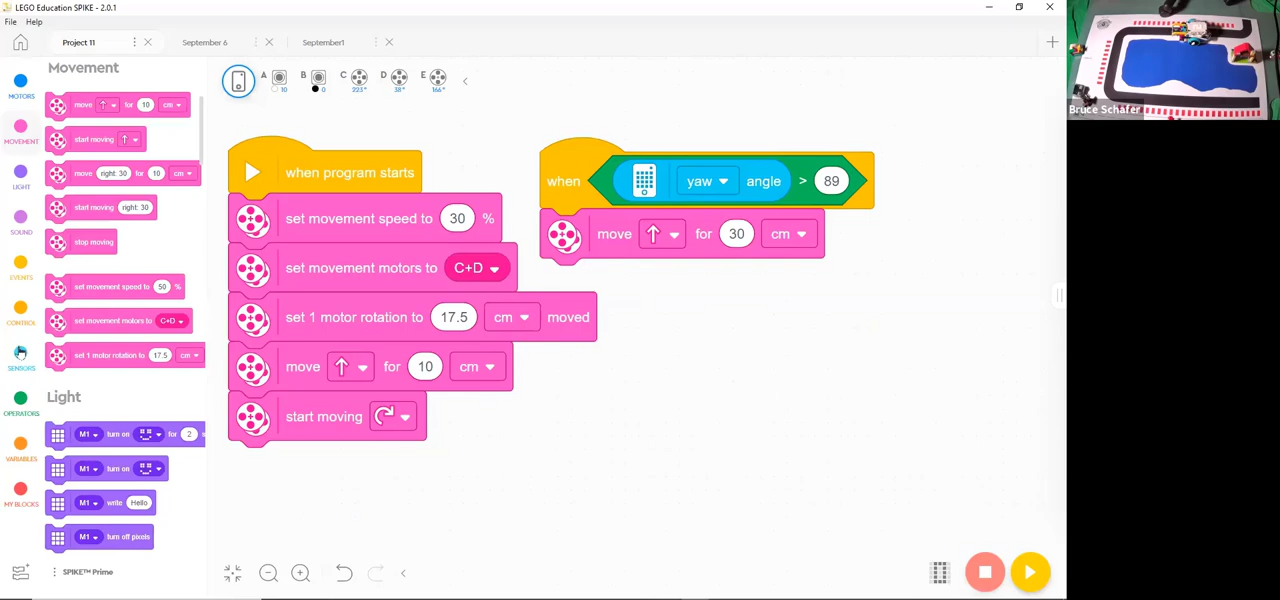 LEGO Education SPIKE - 2.0.1
File Help
Project 11
September 6
September1
Movement
MOTORS
MOVEMENT
LIGHT
SOUND
EVENTS
CONTROL
SENSORS
OPERATORS
VARIABLES
MY BLOCKS
move for 10 cm
start moving
move right: 30 for 10 cm
start moving right: 30
stop moving
set movement speed to 50 %
set movement motors to C+D
set 1 motor rotation to 17.5 cm
Light
M1 turn on for 2
M1 turn on
M1 write Hello
M1 turn off pixels
SPIKE™ Prime
A 10
B 0
C 223°
D 38°
E 166°
when program starts
set movement speed to 30 %
set movement motors to C+D
set 1 motor rotation to 17.5 cm moved
move for 10 cm
start moving
when yaw angle > 89
move for 30 cm
Bruce Schafer